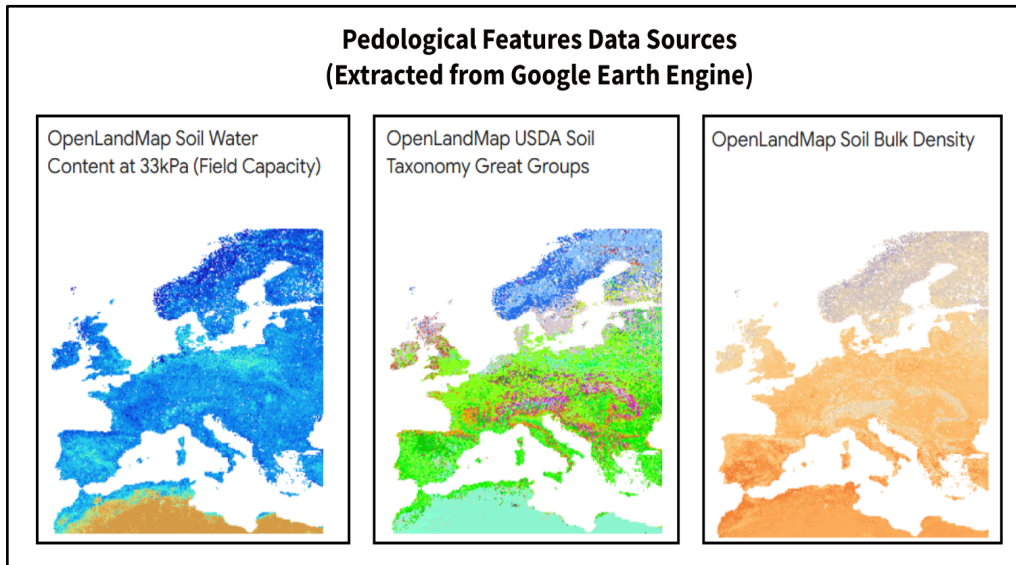 Pedological Features Data Sources
(Extracted from Google Earth Engine)
OpenLandMap Soil Water
Content at 33kPa (Field Capacity)
OpenLandMap USDA Soil
Taxonomy Great Groups
OpenLandMap Soil Bulk Density